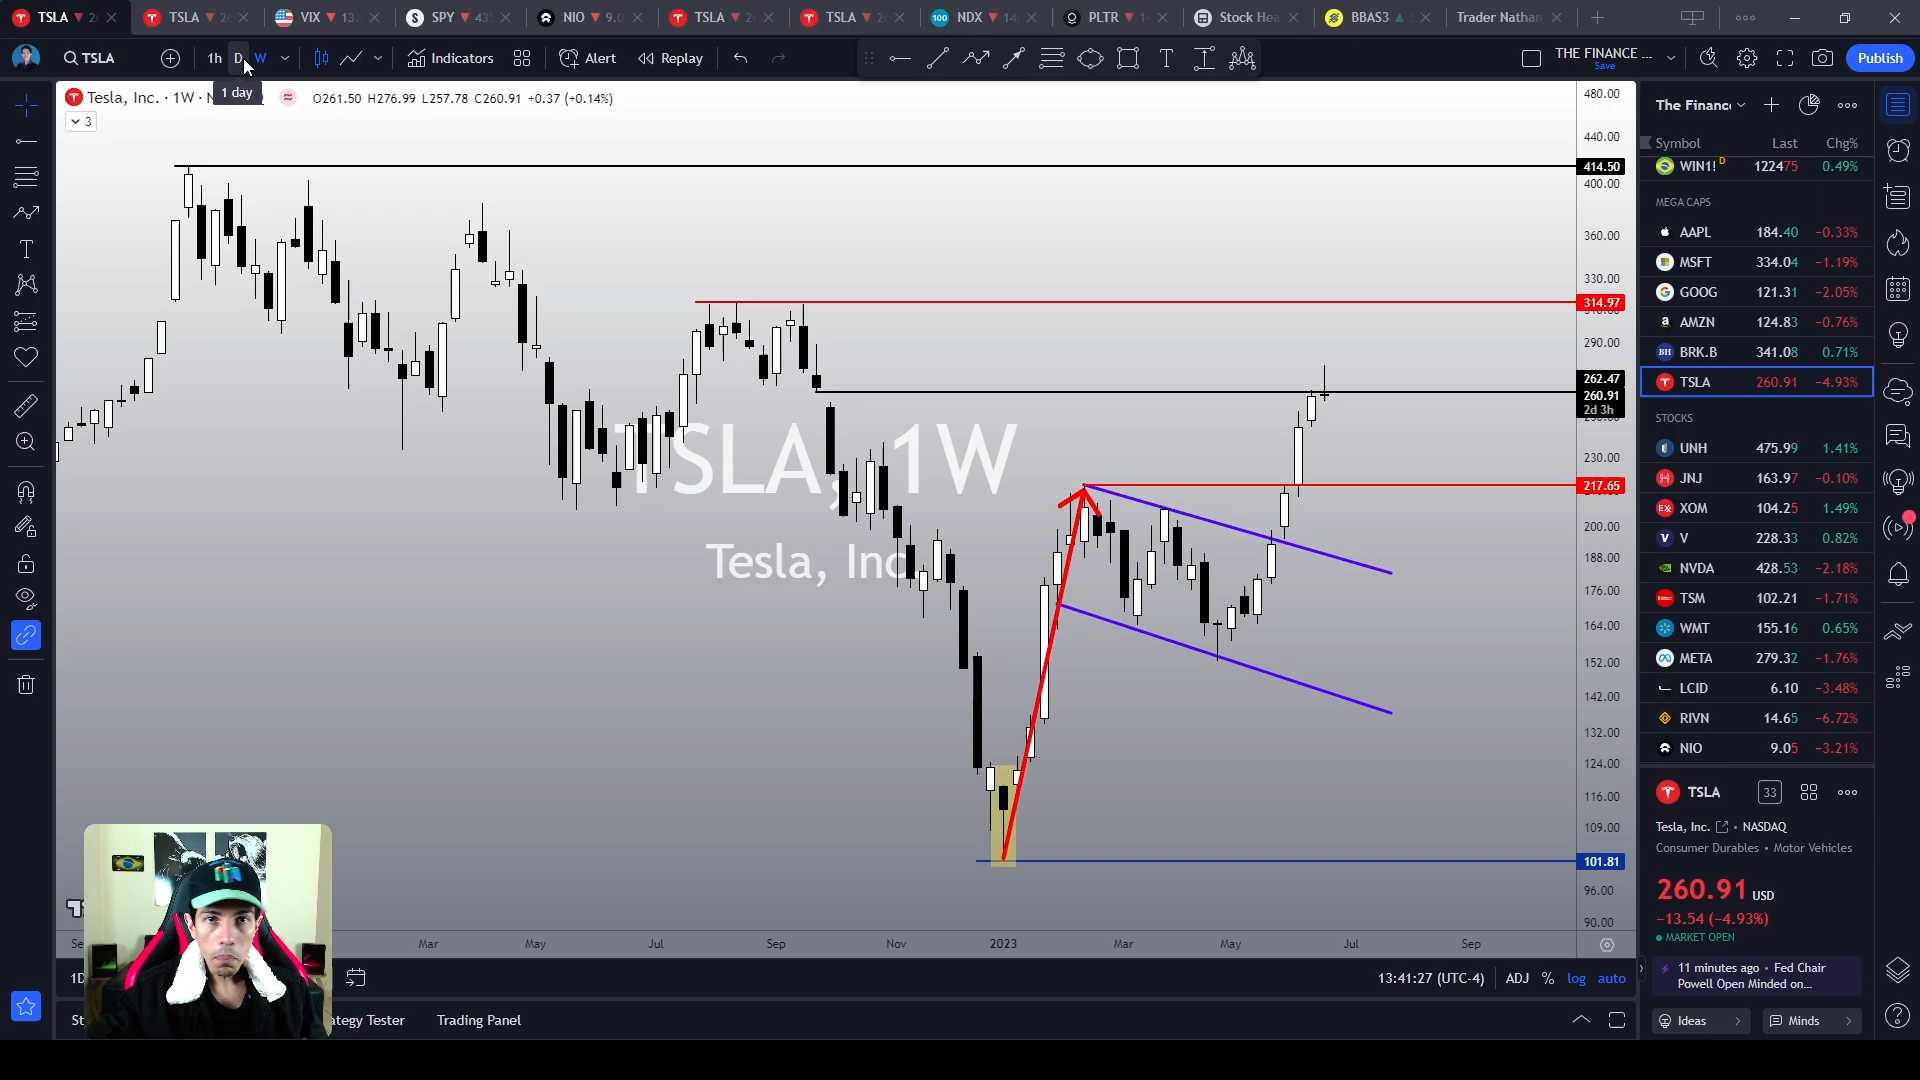 TSLA
TSLA
VIX 13.
SPY 43
NIO 9.0
TSLA
TSLA
NDX
PLTR
Stock Hea
BBAS3
Trader Nathan
TSLA
1h D W
Indicators
Alert
Replay
THE FINANCE ...
Save
Publish
1 day
Tesla, Inc. · 1W · N
O261.50 H276.99 L257.78 C260.91 +0.37 (+0.14%)
3
TSLA, 1W
Tesla, Inc.
480.00
440.00
414.50
400.00
360.00
330.00
314.97
290.00
262.47
260.91
2d 3h
230.00
217.65
200.00
188.00
176.00
164.00
152.00
142.00
132.00
124.00
116.00
109.00
101.81
96.00
90.00
Se Mar May Jul Sep Nov 2023 Mar May Jul Sep
1D
13:41:27 (UTC-4) ADJ % log auto
St
ategy Tester
Trading Panel
The Financ
Symbol Last Chg%
WIN1! D 122475 0.49%
MEGA CAPS
AAPL 184.40 −0.33%
MSFT 334.04 −1.19%
GOOG 121.31 −2.05%
AMZN 124.83 −0.76%
BRK.B 341.08 0.71%
TSLA 260.91 −4.93%
STOCKS
UNH 475.99 1.41%
JNJ 163.97 −0.10%
XOM 104.25 1.49%
V 228.33 0.82%
NVDA 428.53 −2.18%
TSM 102.21 −1.71%
WMT 155.16 0.65%
META 279.32 −1.76%
LCID 6.10 −3.48%
RIVN 14.65 −6.72%
NIO 9.05 −3.21%
TSLA 33
Tesla, Inc. • NASDAQ
Consumer Durables • Motor Vehicles
260.91 USD
−13.54 (−4.93%)
MARKET OPEN
11 minutes ago • Fed Chair
Powell Open Minded on...
Ideas
Minds